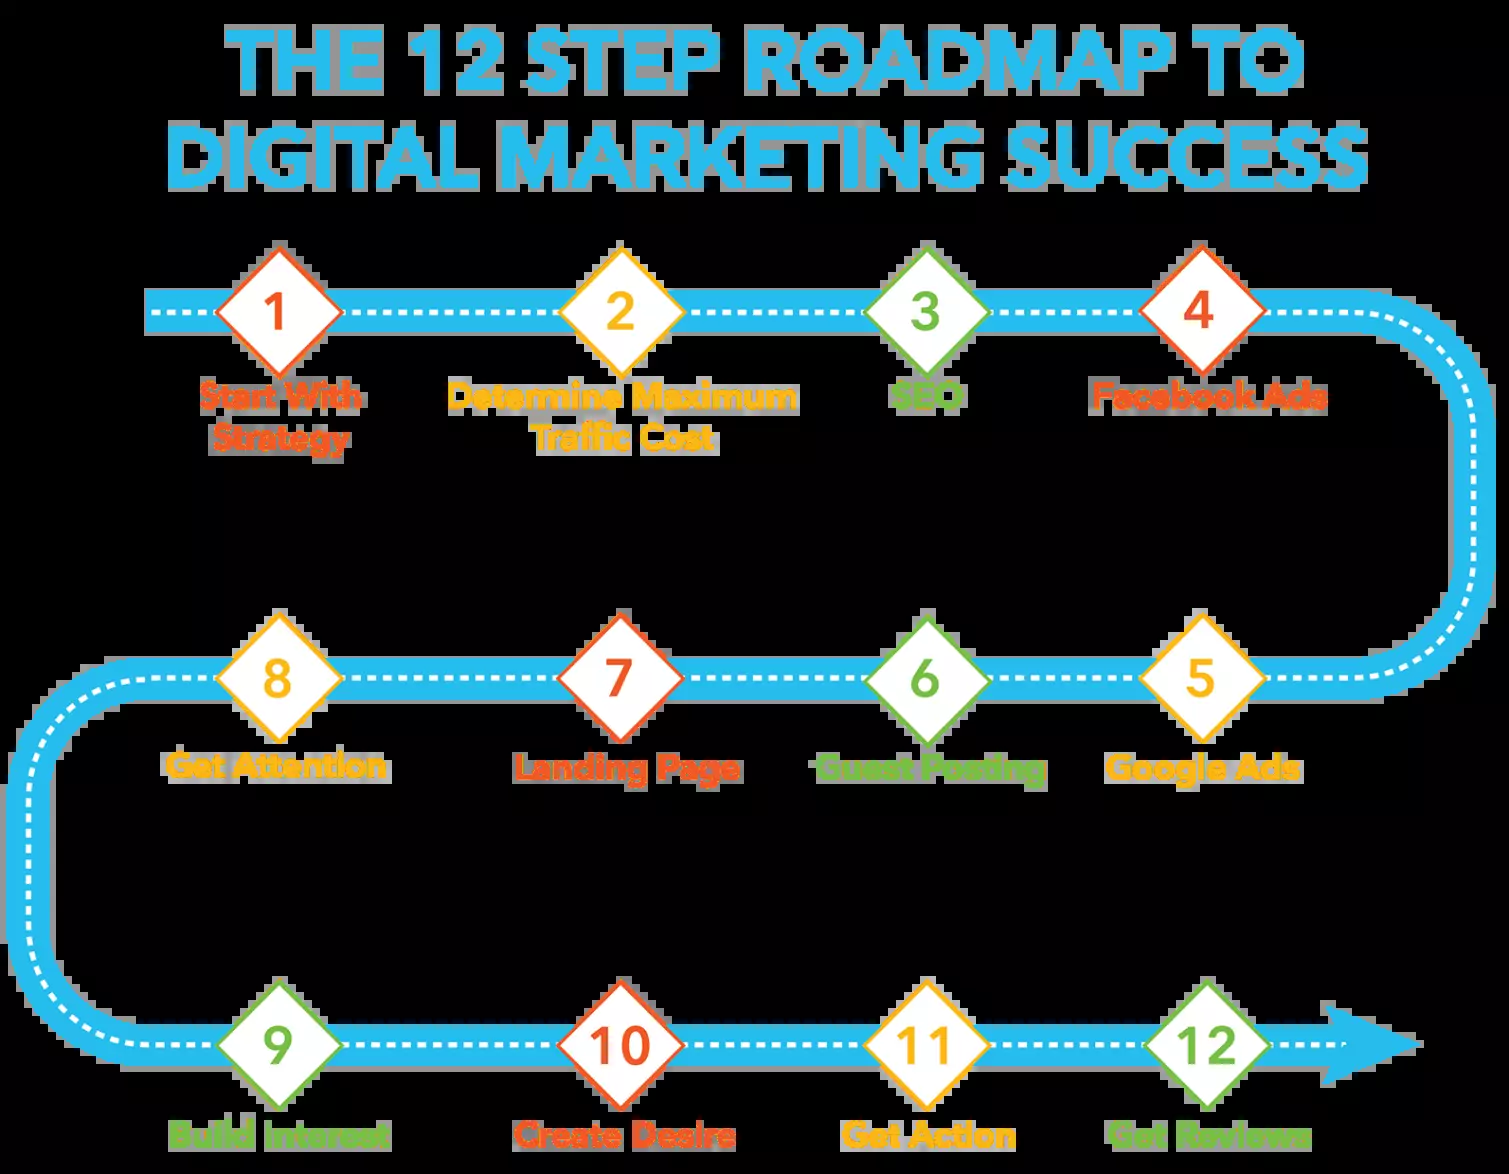 THE 12 STEP ROADMAP TO
DIGITAL MARKETING SUCCESS
1
Start With
Strategy
2
Determine Maximum
Traffic Cost
3
SEO
4
Facebook Ads
5
Google Ads
6
Guest Posting
7
Landing Page
8
Get Attention
9
Build Interest
10
Create Desire
11
Get Action
12
Get Reviews